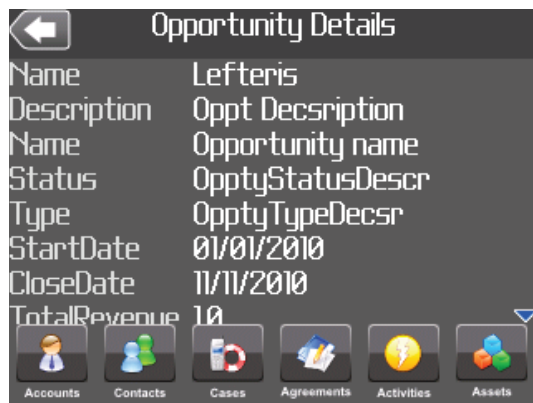 Opportunity Details
Name Lefteris
Description Oppt Decsription
Name Opportunity name
Status OpptyStatusDescr
Type OpptyTypeDecsr
StartDate 01/01/2010
CloseDate 11/11/2010
TotalRevenue 10
Accounts Contacts Cases Agreements Activities Assets